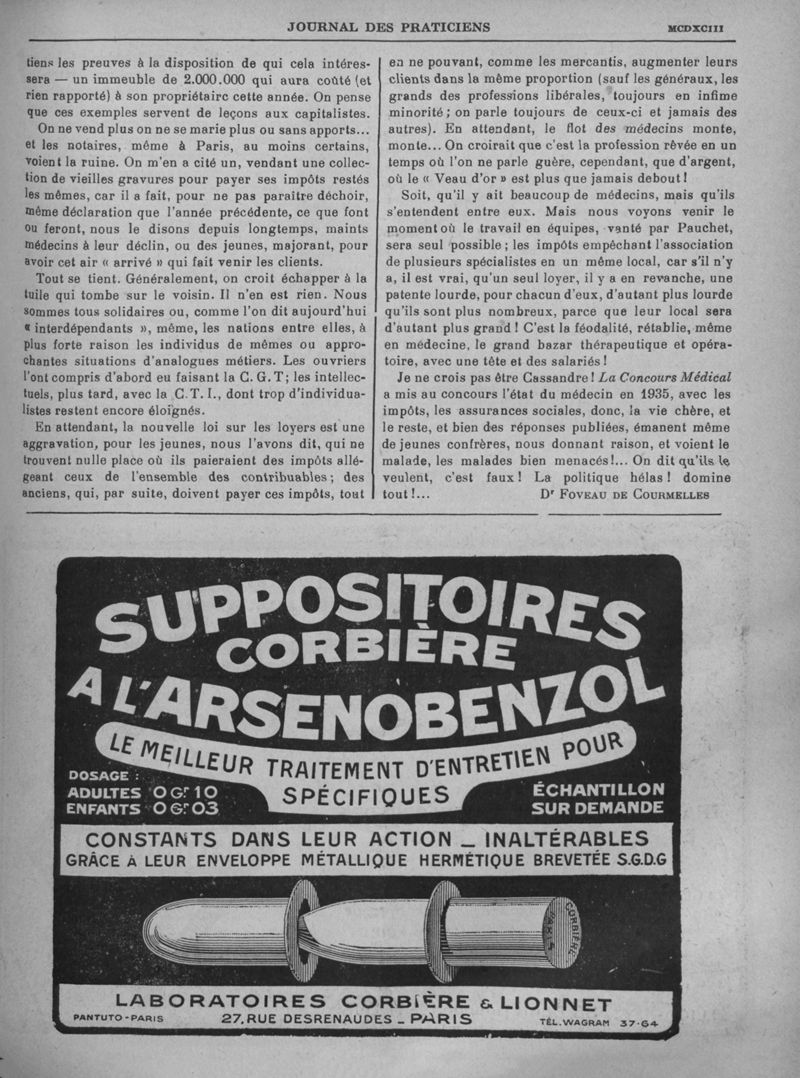 JOURNAL DES PRATICIENS
MCDXCIII
tiens les preuves à la disposition de qui cela intéres-
sera — un immeuble de 2.000.000 qui aura coûté (et
rien rapporté) à son propriétaire cette année. On pense
que ces exemples servent de leçons aux capitalistes.
On ne vend plus on ne se marie plus ou sans apports...
et les notaires, même à Paris, au moins certains,
voient la ruine. On m'en a cité un, vendant une collec-
tion de vieilles gravures pour payer ses impôts restés
les mêmes, car il a fait, pour ne pas paraître déchoir,
même déclaration que l'année précédente, ce que font
ou feront, nous le disons depuis longtemps, maints
médecins à leur déclin, ou des jeunes, majorant, pour
avoir cet air « arrivé » qui fait venir les clients.
Tout se tient. Généralement, on croit échapper à la
tuile qui tombe sur le voisin. Il n'en est rien. Nous
sommes tous solidaires ou, comme l'on dit aujourd'hui
« interdépendants », même, les nations entre elles, à
plus forte raison les individus de mêmes ou appro-
chantes situations d'analogues métiers. Les ouvriers
l'ont compris d'abord eu faisant la C. G. T; les intellec-
tuels, plus tard, avec la C. T. I., dont trop d'individua-
listes restent encore éloignés.
En attendant, la nouvelle loi sur les loyers est une
aggravation, pour les jeunes, nous l'avons dit, qui ne
trouvent nulle place où ils paieraient des impôts allé-
geant ceux de l'ensemble des contribuables; des
anciens, qui, par suite, doivent payer ces impôts, tout
en ne pouvant, comme les mercantis, augmenter leurs
clients dans la même proportion (sauf les généraux, les
grands des professions libérales, toujours en infime
minorité; on parle toujours de ceux-ci et jamais des
autres). En attendant, le flot des médecins monte,
monte... On croirait que c'est la profession rêvée en un
temps où l'on ne parle guère, cependant, que d'argent,
où le « Veau d'or » est plus que jamais debout!
Soit, qu'il y ait beaucoup de médecins, mais qu'ils
s'entendent entre eux. Mais nous voyons venir le
moment où le travail en équipes, vanté par Pauchet,
sera seul possible; les impôts empêchant l'association
de plusieurs spécialistes en un même local, car s'il n'y
a, il est vrai, qu'un seul loyer, il y a en revanche, une
patente lourde, pour chacun d'eux, d'autant plus lourde
qu'ils sont plus nombreux, parce que leur local sera
d'autant plus grand! C'est la féodalité, rétablie, même
en médecine, le grand bazar thérapeutique et opéra-
toire, avec une tête et des salariés!
Je ne crois pas être Cassandre! La Concours Médical
a mis au concours l'état du médecin en 1935, avec les
impôts, les assurances sociales, donc, la vie chère, et
le reste, et bien des réponses publiées, émanent même
de jeunes confrères, nous donnant raison, et voient le
malade, les malades bien menacés!... On dit qu'ils le
veulent, c'est faux! La politique hélas! domine
tout!...
Dr FOVEAU DE COURMELLES
SUPPOSITOIRES
CORBIÈRE
A L'ARSENOBENZOL
LE MEILLEUR TRAITEMENT D'ENTRETIEN POUR
SPÉCIFIQUES
DOSAGE :
ADULTES 0 Gr 10
ENFANTS 0 Gr 03
ÉCHANTILLON
SUR DEMANDE
CONSTANTS DANS LEUR ACTION _ INALTÉRABLES
GRÂCE A LEUR ENVELOPPE MÉTALLIQUE HERMÉTIQUE BREVETÉE S.G.D.G
CORBIÈRE
PARIS
LABORATOIRES CORBIÈRE & LIONNET
PANTUTO-PARIS
27, RUE DESRENAUDES _ PARIS
TÉL. WAGRAM 37-64